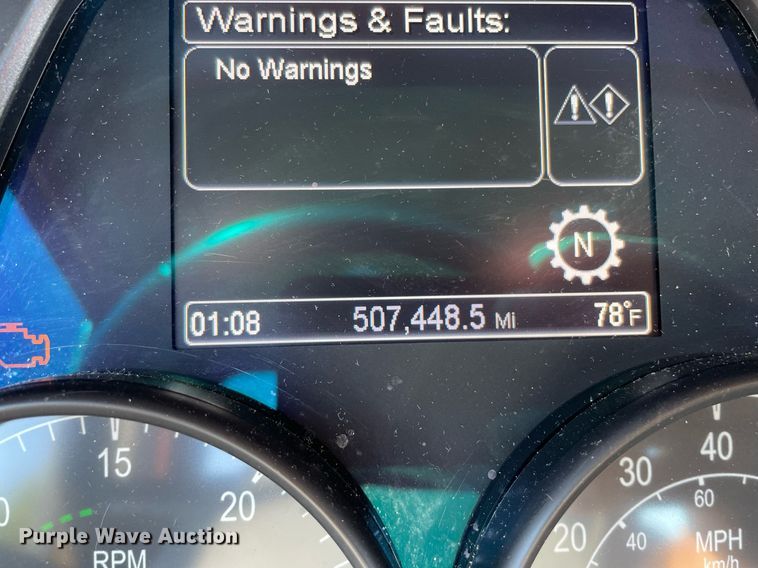 Warnings & Faults:
No Warnings
N
01:08 507,448.5 Mi 78°F
15
20
RPM
40
30
60
20
40
MPH
km/h
Purple Wave Auction